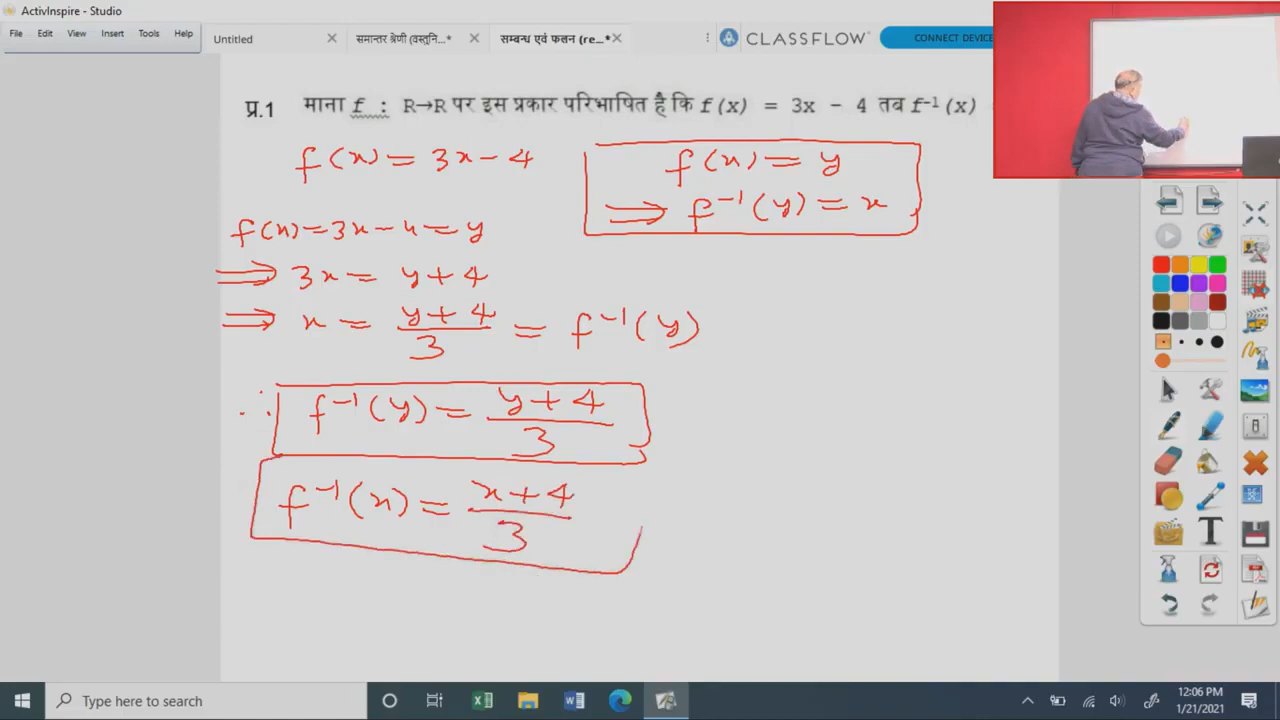 ActivInspire - Studio
File Edit View Insert Tools Help
Untitled
समान्तर श्रेणी (वस्तुनि...*
सम्बन्ध एवं फलन (re...*
CLASSFLOW
CONNECT DEVICE
प्र.1 माना f : R→R पर इस प्रकार परिभाषित है कि f(x) = 3x - 4 तब f⁻¹(x)
f(x) = 3x - 4
f(x) = y
⇒ f⁻¹(y) = x
f(x) = 3x - 4 = y
⇒ 3x = y + 4
⇒ x = (y + 4)/3 = f⁻¹(y)
∴ f⁻¹(y) = (y + 4)/3
f⁻¹(x) = (x + 4)/3
Type here to search
12:06 PM
1/21/2021